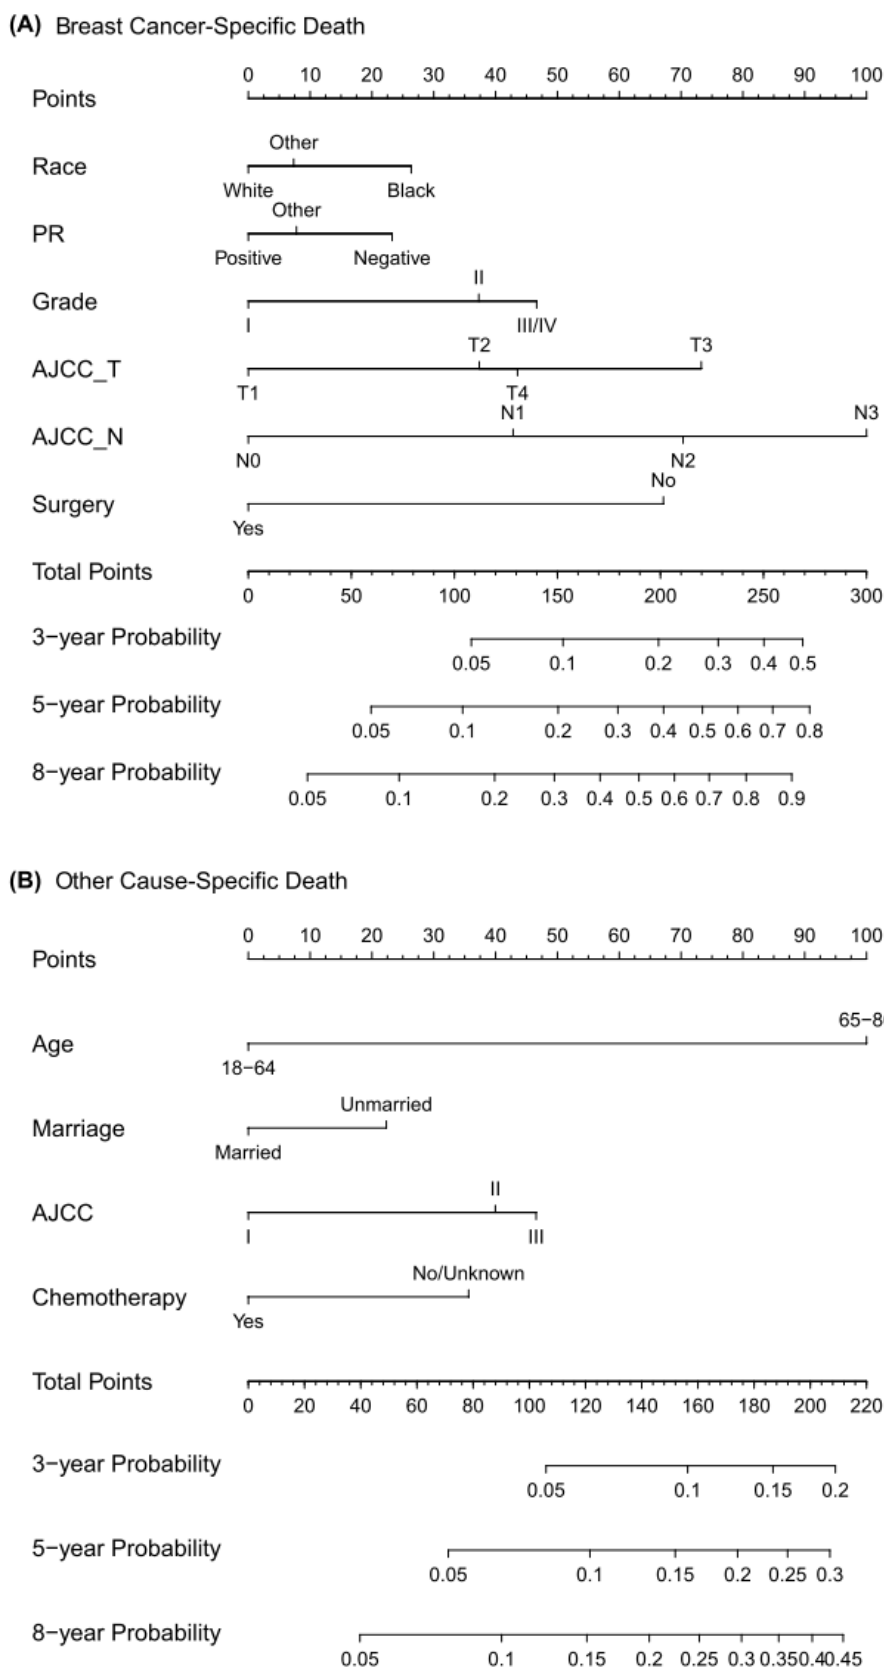 (A) Breast Cancer-Specific Death
0 10 20 30 40 50 60 70 80 90 100
Points
Other
Race
White Black
Other
PR
Positive Negative
II
Grade
I III/IV
T2 T3
AJCC_T
T1 T4
N1 N3
AJCC_N
N0 N2
No
Surgery
Yes
Total Points
0 50 100 150 200 250 300
3−year Probability
0.05 0.1 0.2 0.3 0.4 0.5
5−year Probability
0.05 0.1 0.2 0.3 0.4 0.5 0.6 0.7 0.8
8−year Probability
0.05 0.1 0.2 0.3 0.4 0.5 0.6 0.7 0.8 0.9
(B) Other Cause-Specific Death
0 10 20 30 40 50 60 70 80 90 100
Points
65−8
Age
18−64
Unmarried
Marriage
Married
II
AJCC
I III
No/Unknown
Chemotherapy
Yes
Total Points
0 20 40 60 80 100 120 140 160 180 200 220
3−year Probability
0.05 0.1 0.15 0.2
5−year Probability
0.05 0.1 0.15 0.2 0.25 0.3
8−year Probability
0.05 0.1 0.15 0.2 0.25 0.3 0.35 0.4 0.45